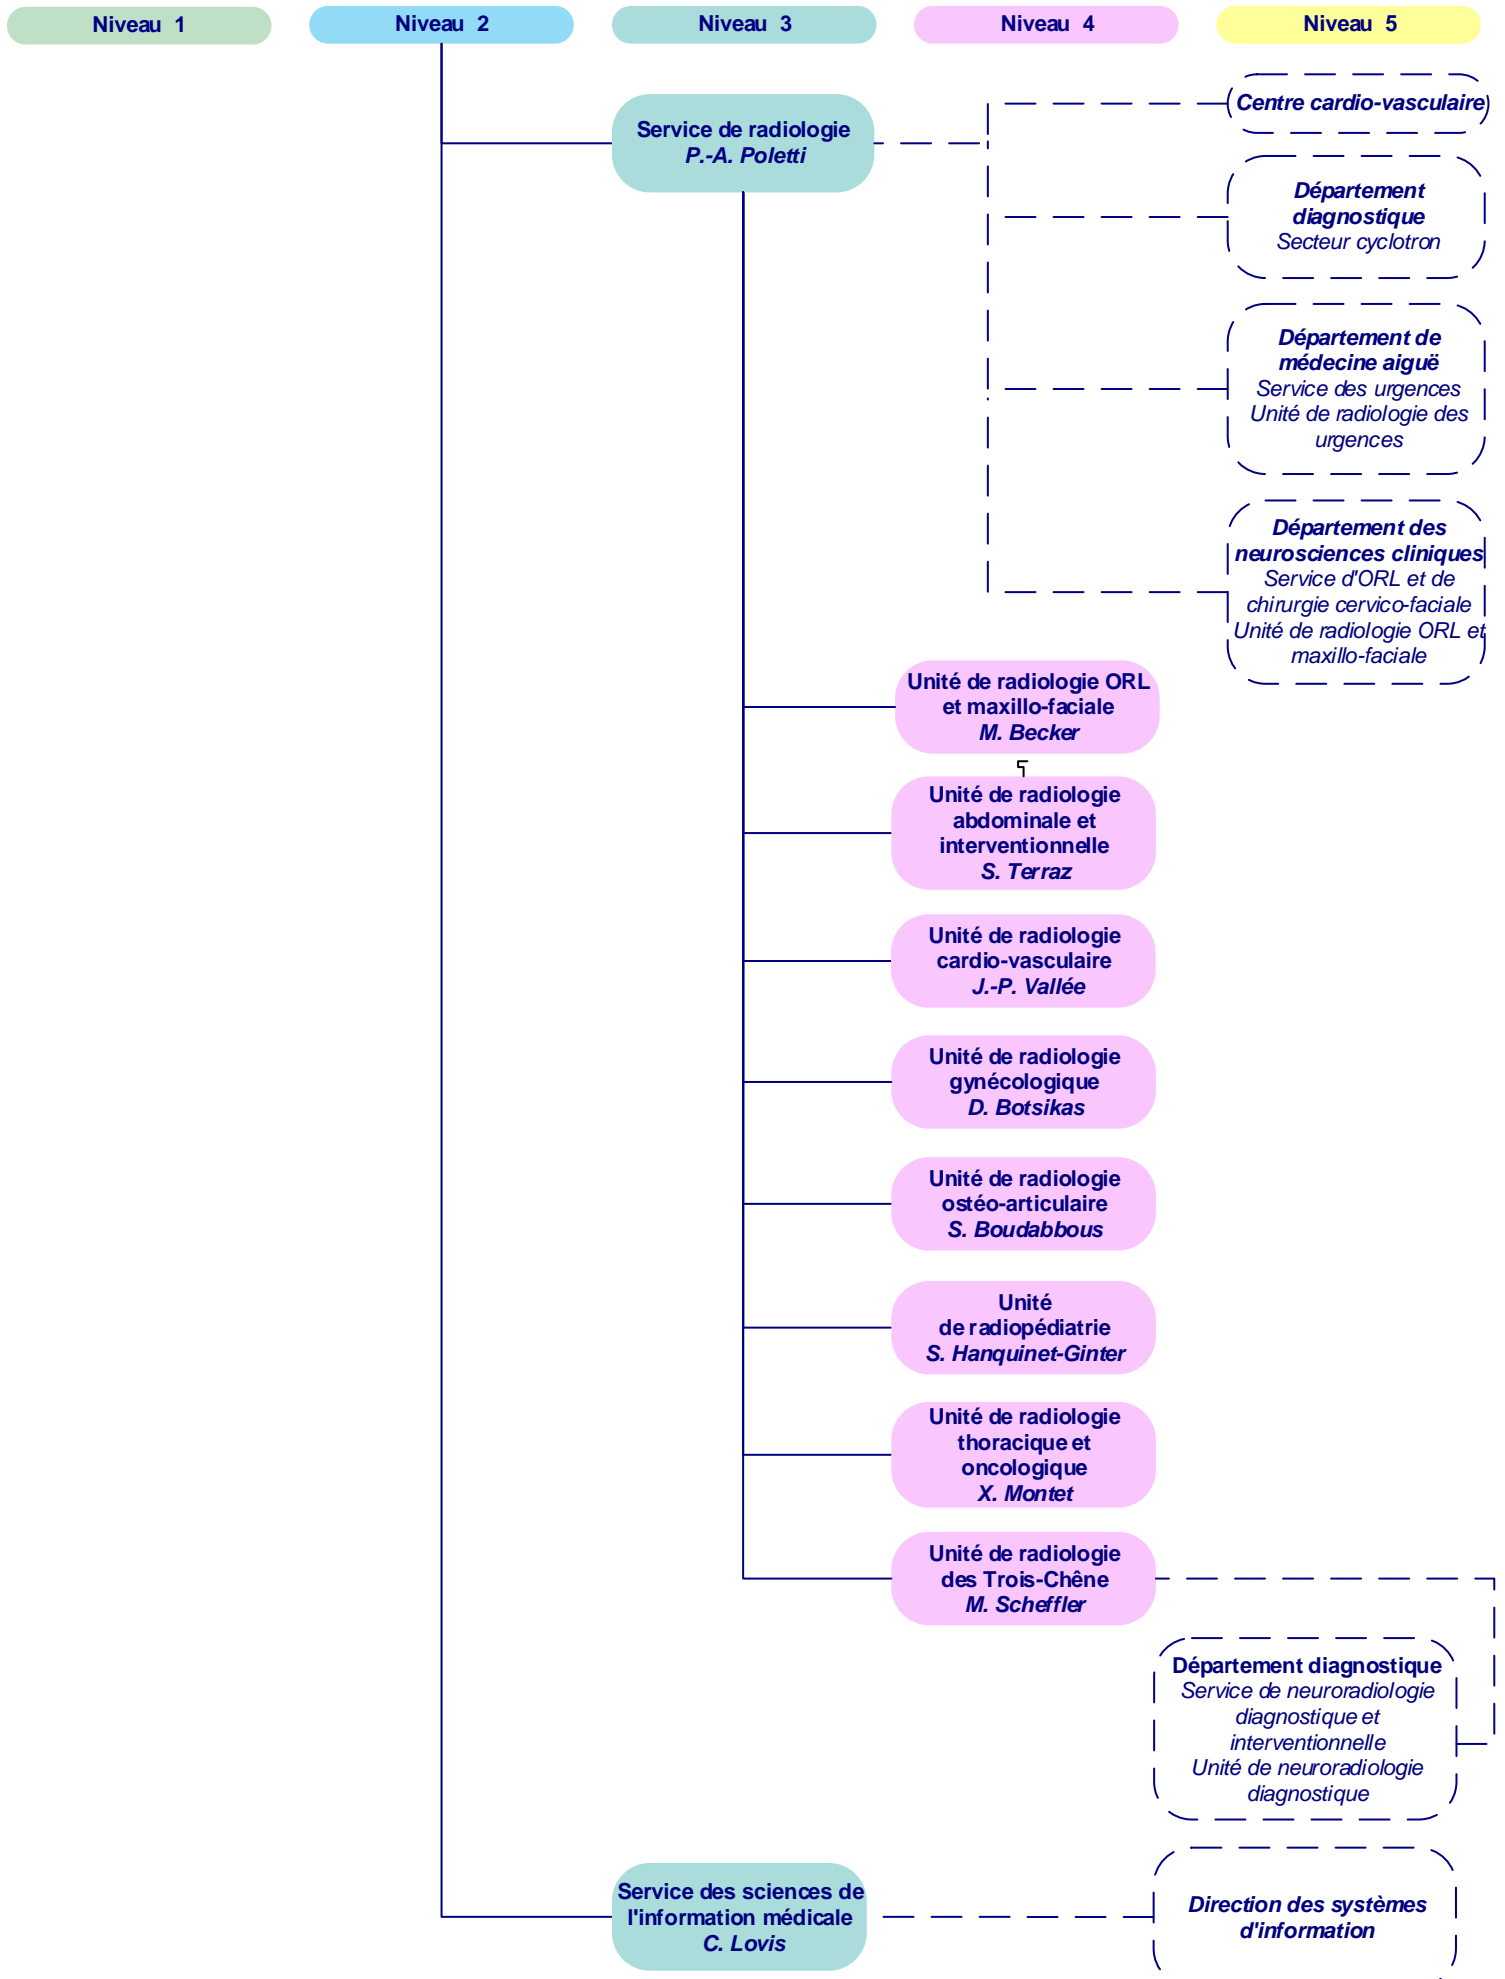 Niveau 1
Niveau 2
Niveau 3
Niveau 4
Niveau 5
Service de radiologie
P.-A. Poletti
Centre cardio-vasculaire
Département
diagnostique
Secteur cyclotron
Département de
médecine aiguë
Service des urgences
Unité de radiologie des
urgences
Département des
neurosciences cliniques
Service d'ORL et de
chirurgie cervico-faciale
Unité de radiologie ORL et
maxillo-faciale
Unité de radiologie ORL
et maxillo-faciale
M. Becker
Unité de radiologie
abdominale et
interventionnelle
S. Terraz
Unité de radiologie
cardio-vasculaire
J.-P. Vallée
Unité de radiologie
gynécologique
D. Botsikas
Unité de radiologie
ostéo-articulaire
S. Boudabbous
Unité
de radiopédiatrie
S. Hanquinet-Ginter
Unité de radiologie
thoracique et
oncologique
X. Montet
Unité de radiologie
des Trois-Chêne
M. Scheffler
Département diagnostique
Service de neuroradiologie
diagnostique et
interventionnelle
Unité de neuroradiologie
diagnostique
Service des sciences de
l'information médicale
C. Lovis
Direction des systèmes
d'information